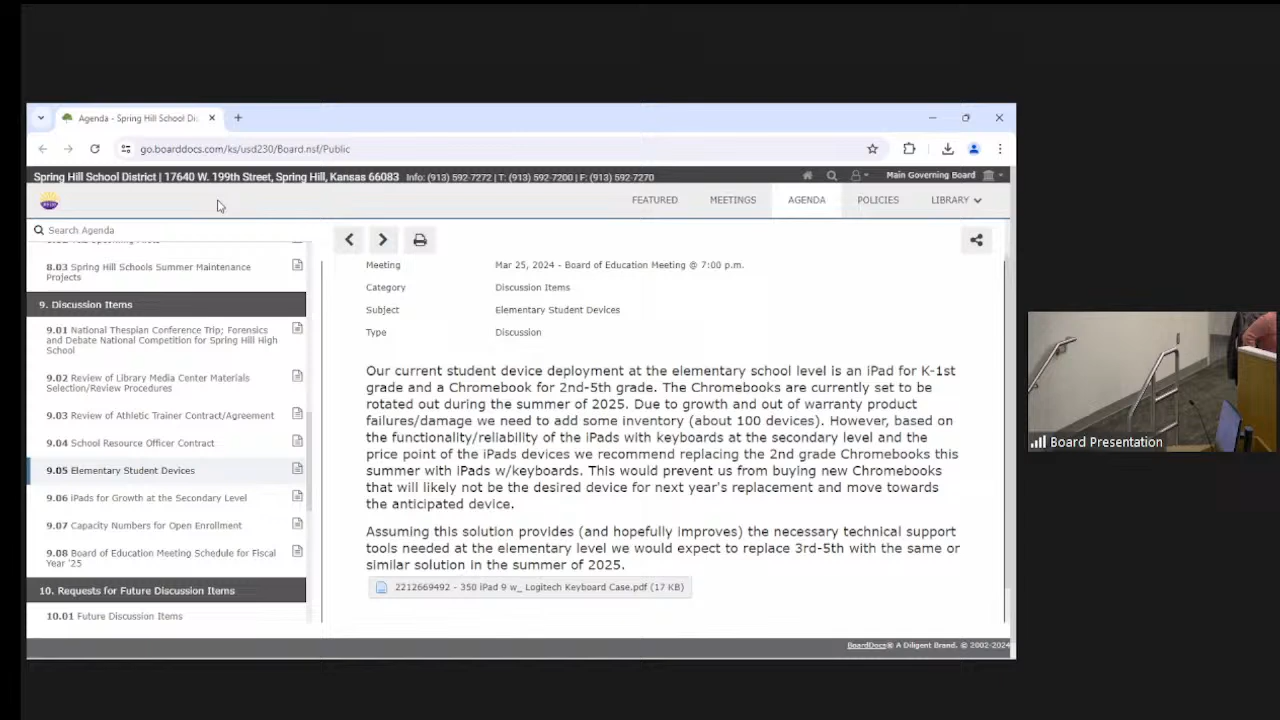 Agenda - Spring Hill School Di
go.boarddocs.com/ks/usd230/Board.nsf/Public
Spring Hill School District | 17640 W. 199th Street, Spring Hill, Kansas 66083 Info: (913) 592-7272 | T: (913) 592-7200 | F: (913) 592-7270
Main Governing Board
FEATURED
MEETINGS
AGENDA
POLICIES
LIBRARY
Search Agenda
8.03 Spring Hill Schools Summer Maintenance
Projects
9. Discussion Items
9.01 National Thespian Conference Trip; Forensics
and Debate National Competition for Spring Hill High
School
9.02 Review of Library Media Center Materials
Selection/Review Procedures
9.03 Review of Athletic Trainer Contract/Agreement
9.04 School Resource Officer Contract
9.05 Elementary Student Devices
9.06 iPads for Growth at the Secondary Level
9.07 Capacity Numbers for Open Enrollment
9.08 Board of Education Meeting Schedule for Fiscal
Year '25
10. Requests for Future Discussion Items
10.01 Future Discussion Items
Meeting Mar 25, 2024 - Board of Education Meeting @ 7:00 p.m.
Category Discussion Items
Subject Elementary Student Devices
Type Discussion
Our current student device deployment at the elementary school level is an iPad for K-1st
grade and a Chromebook for 2nd-5th grade. The Chromebooks are currently set to be
rotated out during the summer of 2025. Due to growth and out of warranty product
failures/damage we need to add some inventory (about 100 devices). However, based on
the functionality/reliability of the iPads with keyboards at the secondary level and the
price point of the iPads devices we recommend replacing the 2nd grade Chromebooks this
summer with iPads w/keyboards. This would prevent us from buying new Chromebooks
that will likely not be the desired device for next year's replacement and move towards
the anticipated device.
Assuming this solution provides (and hopefully improves) the necessary technical support
tools needed at the elementary level we would expect to replace 3rd-5th with the same or
similar solution in the summer of 2025.
2212669492 - 350 iPad 9 w_ Logitech Keyboard Case.pdf (17 KB)
BoardDocs® A Diligent Brand. © 2002-2024
Board Presentation